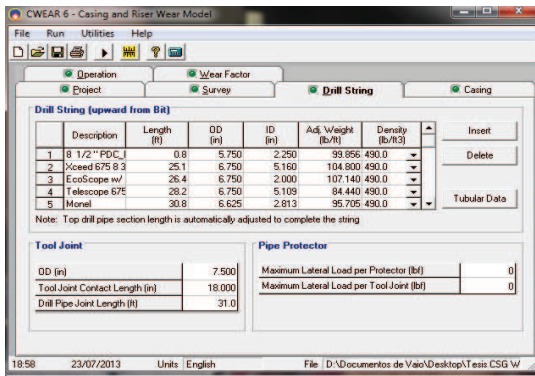 CWEAR 6 - Casing and Riser Wear Model
File Run Utilities Help
Operation Wear Factor
Project Survey Drill String Casing
Drill String (upward from Bit)
Description Length (ft) OD (in) ID (in) Adj. Weight (lb/ft) Density (lb/ft3)
1 8 1/2" PDC_I 0.8 5.750 2.250 99.856 490.0
2 Xceed 675 8 3 25.1 6.750 5.160 104.800 490.0
3 EcoScope w/ 26.4 6.750 2.000 107.140 490.0
4 Telescope 675 28.2 6.750 5.109 84.440 490.0
5 Monel 30.8 6.625 2.813 95.705 490.0
Insert
Delete
Tubular Data
Note: Top drill pipe section length is automatically adjusted to complete the string
Tool Joint
OD (in) 7.500
Tool Joint Contact Length (in) 18.000
Drill Pipe Joint Length (ft) 31.0
Pipe Protector
Maximum Lateral Load per Protector (lbf) 0
Maximum Lateral Load per Tool Joint (lbf) 0
18:58 23/07/2013 Units English File D:\Documentos de Vaio\Desktop\Tesis CSG W